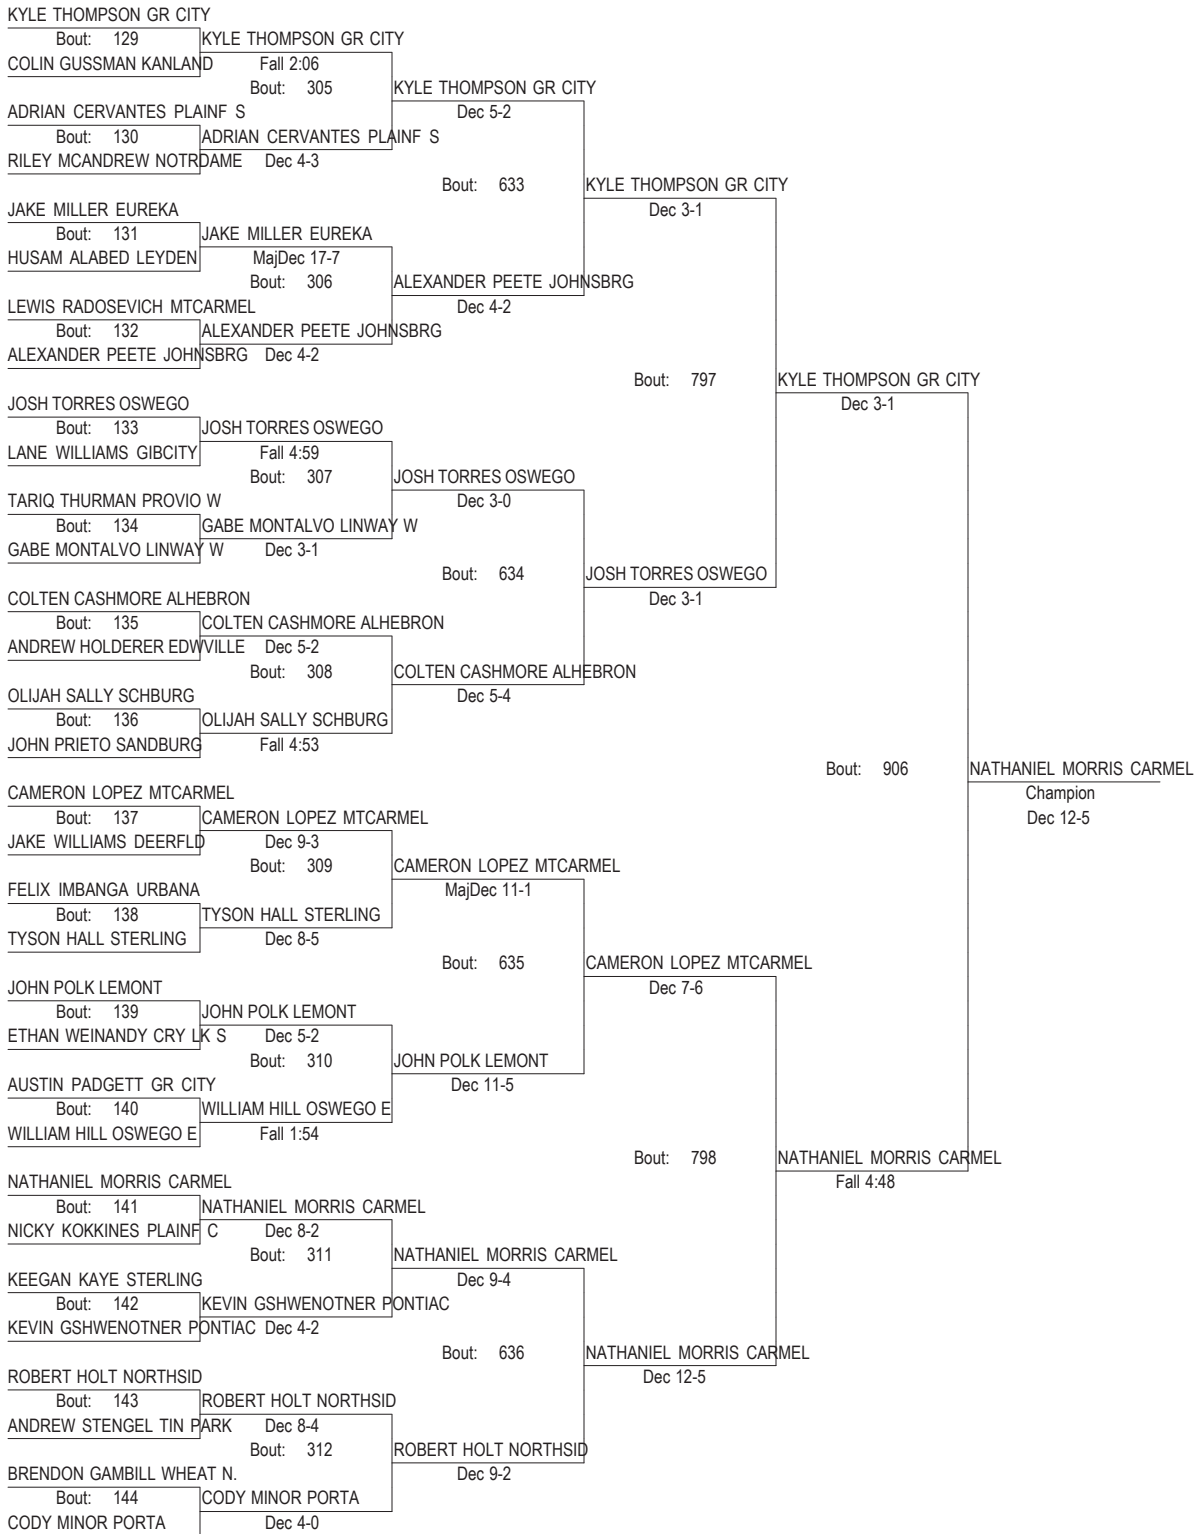 KYLE THOMPSON GR CITY
Bout: 129 KYLE THOMPSON GR CITY
COLIN GUSSMAN KANLAND Fall 2:06
Bout: 305 KYLE THOMPSON GR CITY
ADRIAN CERVANTES PLAINF S Dec 5-2
Bout: 130 ADRIAN CERVANTES PLAINF S
RILEY MCANDREW NOTRDAME Dec 4-3
Bout: 633 KYLE THOMPSON GR CITY
JAKE MILLER EUREKA Dec 3-1
Bout: 131 JAKE MILLER EUREKA
HUSAM ALABED LEYDEN MajDec 17-7
Bout: 306 ALEXANDER PEETE JOHNSBRG
LEWIS RADOSEVICH MTCARMEL Dec 4-2
Bout: 132 ALEXANDER PEETE JOHNSBRG
ALEXANDER PEETE JOHNSBRG Dec 4-2
Bout: 797 KYLE THOMPSON GR CITY
JOSH TORRES OSWEGO Dec 3-1
Bout: 133 JOSH TORRES OSWEGO
LANE WILLIAMS GIBCITY Fall 4:59
Bout: 307 JOSH TORRES OSWEGO
TARIQ THURMAN PROVIO W Dec 3-0
Bout: 134 GABE MONTALVO LINWAY W
GABE MONTALVO LINWAY W Dec 3-1
Bout: 634 JOSH TORRES OSWEGO
COLTEN CASHMORE ALHEBRON Dec 3-1
Bout: 135 COLTEN CASHMORE ALHEBRON
ANDREW HOLDERER EDWVILLE Dec 5-2
Bout: 308 COLTEN CASHMORE ALHEBRON
OLIJAH SALLY SCHBURG Dec 5-4
Bout: 136 OLIJAH SALLY SCHBURG
JOHN PRIETO SANDBURG Fall 4:53
Bout: 906 NATHANIEL MORRIS CARMEL
CAMERON LOPEZ MTCARMEL Champion
Bout: 137 CAMERON LOPEZ MTCARMEL Dec 12-5
JAKE WILLIAMS DEERFLD Dec 9-3
Bout: 309 CAMERON LOPEZ MTCARMEL
FELIX IMBANGA URBANA MajDec 11-1
Bout: 138 TYSON HALL STERLING
TYSON HALL STERLING Dec 8-5
Bout: 635 CAMERON LOPEZ MTCARMEL
JOHN POLK LEMONT Dec 7-6
Bout: 139 JOHN POLK LEMONT
ETHAN WEINANDY CRY LK S Dec 5-2
Bout: 310 JOHN POLK LEMONT
AUSTIN PADGETT GR CITY Dec 11-5
Bout: 140 WILLIAM HILL OSWEGO E
WILLIAM HILL OSWEGO E Fall 1:54
Bout: 798 NATHANIEL MORRIS CARMEL
NATHANIEL MORRIS CARMEL Fall 4:48
Bout: 141 NATHANIEL MORRIS CARMEL
NICKY KOKKINES PLAINF C Dec 8-2
Bout: 311 NATHANIEL MORRIS CARMEL
KEEGAN KAYE STERLING Dec 9-4
Bout: 142 KEVIN GSHWENOTNER PONTIAC
KEVIN GSHWENOTNER PONTIAC Dec 4-2
Bout: 636 NATHANIEL MORRIS CARMEL
ROBERT HOLT NORTHSID Dec 12-5
Bout: 143 ROBERT HOLT NORTHSID
ANDREW STENGEL TIN PARK Dec 8-4
Bout: 312 ROBERT HOLT NORTHSID
BRENDON GAMBILL WHEAT N. Dec 9-2
Bout: 144 CODY MINOR PORTA
CODY MINOR PORTA Dec 4-0